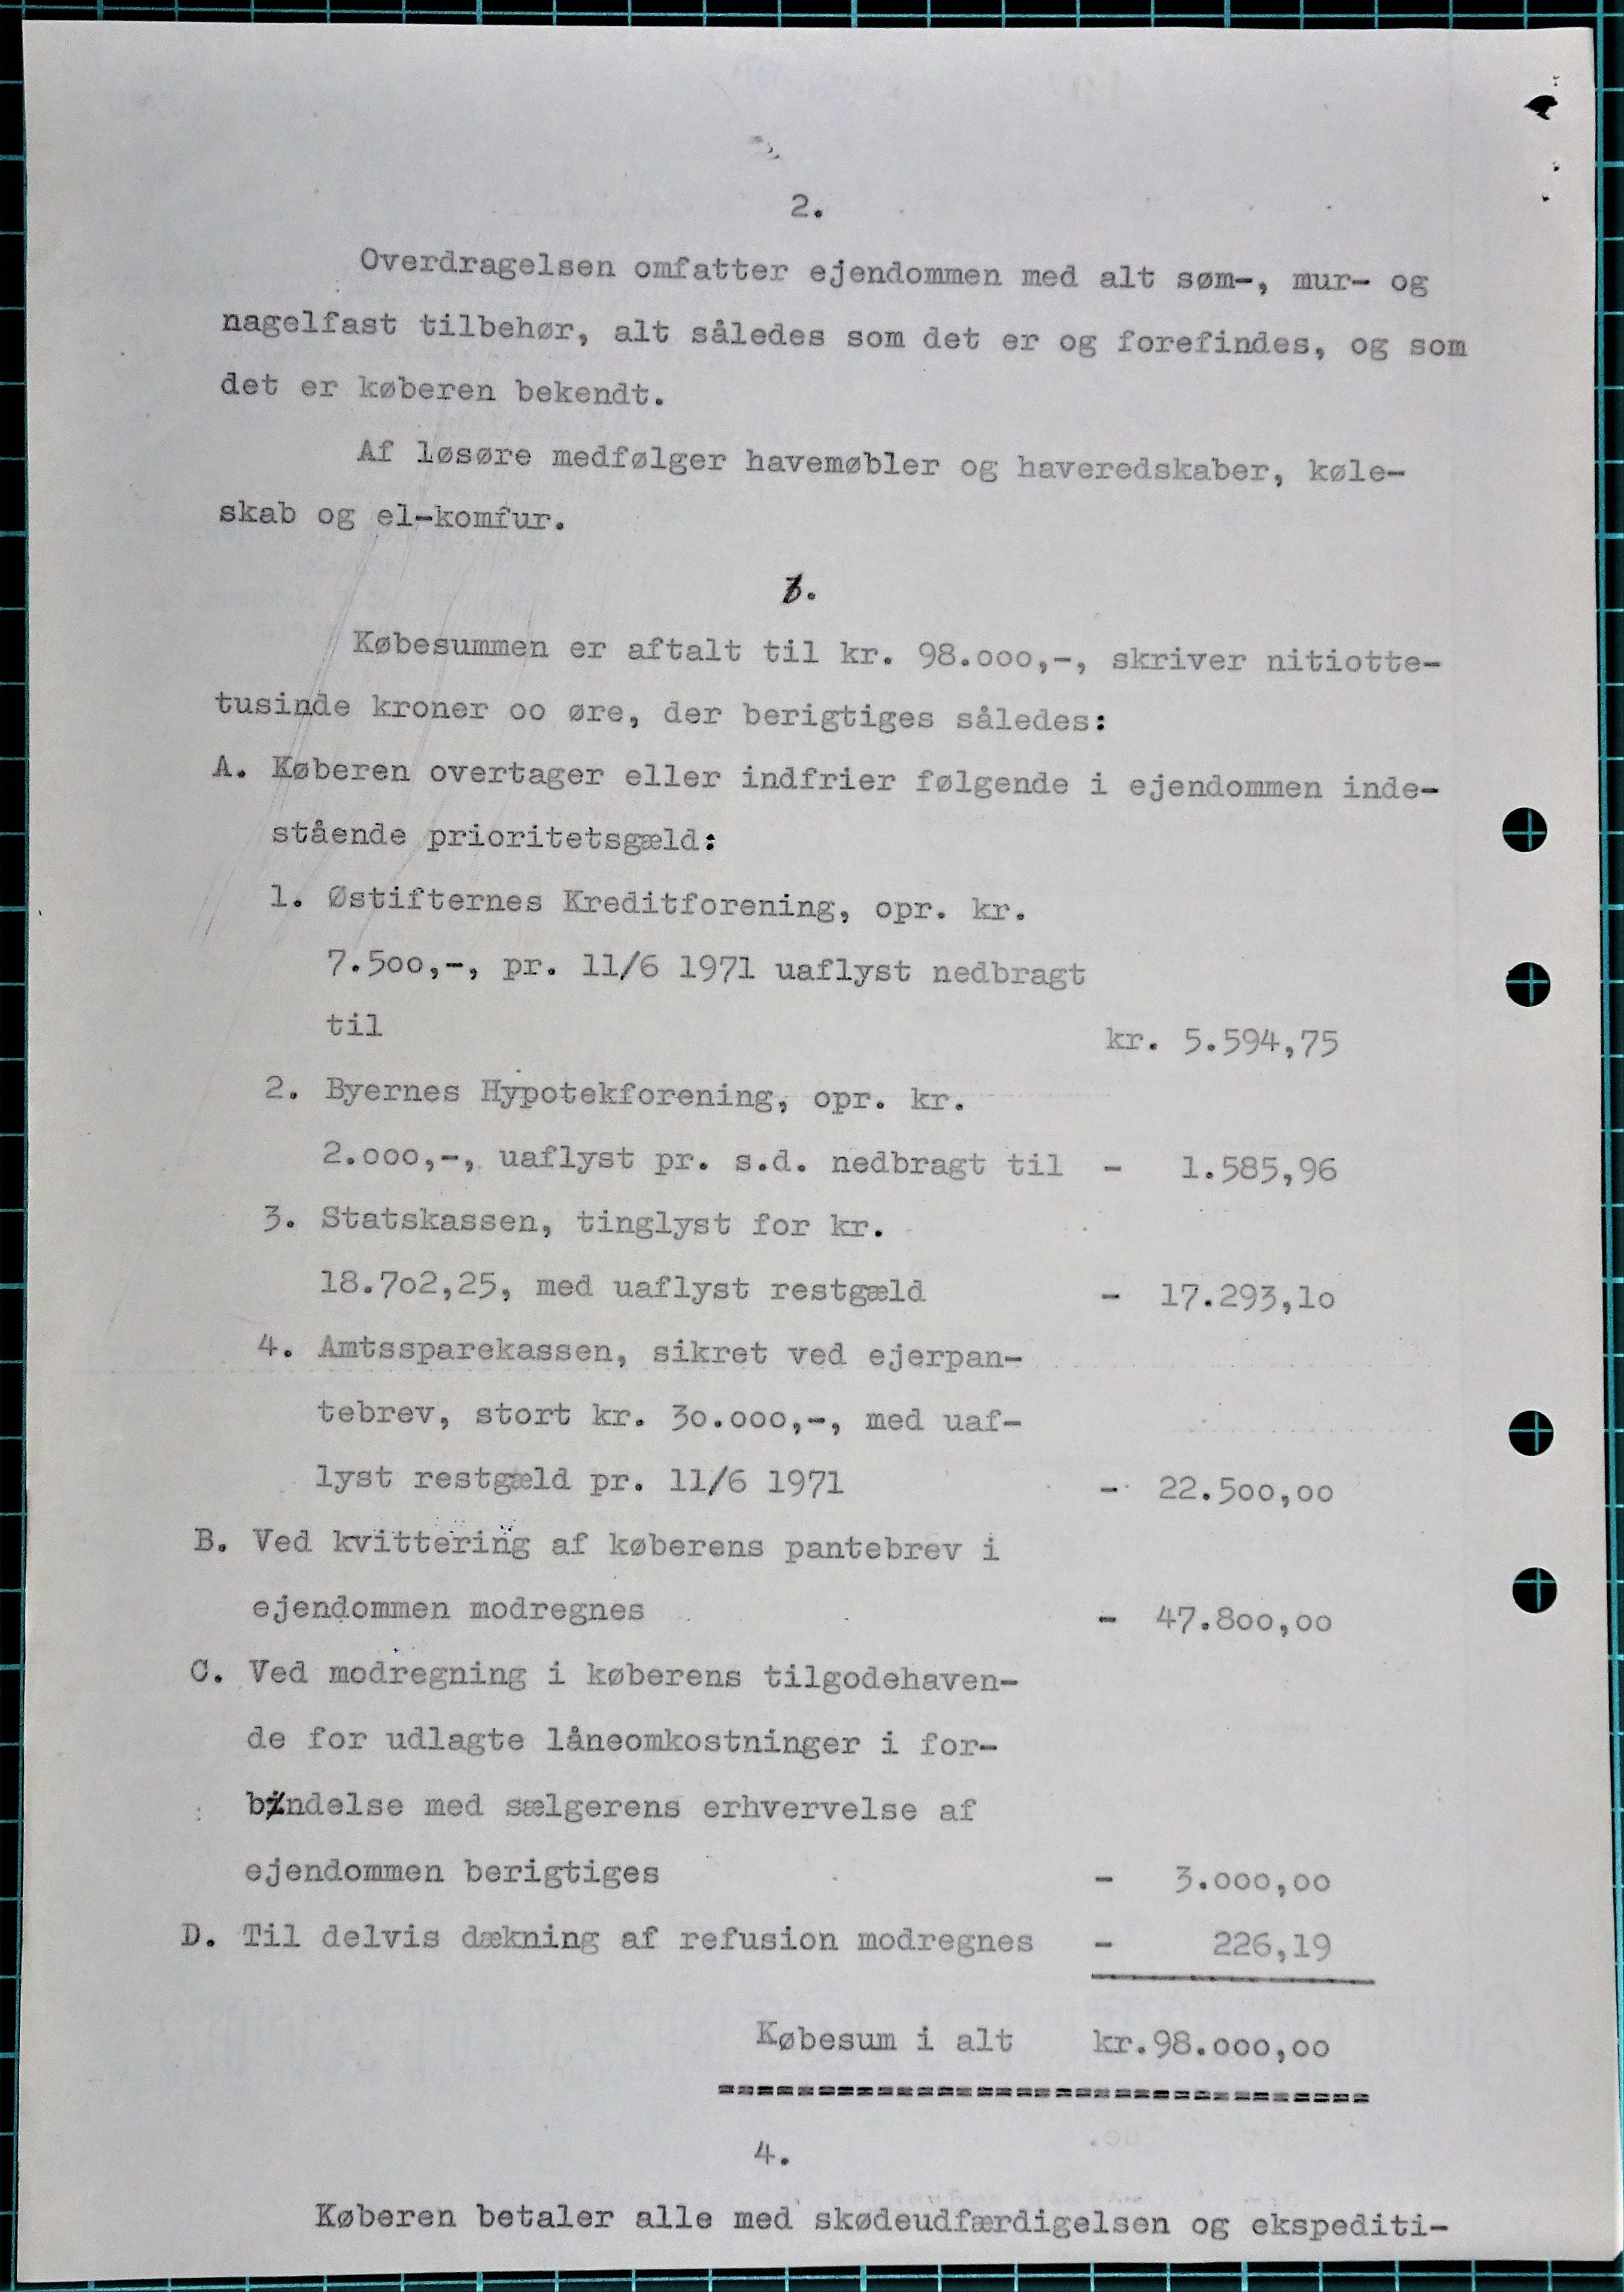 2.
Overdragelsen omfatter ejendommen med alt søm-, mur- og
nagelfast tilbehør, alt således som det er og forefindes, og som
det er køberen bekendt.
Af løsøre medfølger havemøbler og haveredskaber, køle-
skab og el-komfur.
3.
Købesummen er aftalt til kr. 98.ooo,-, skriver nitiotte-
tusinde kroner oo øre, der berigtiges således:
A. Køberen overtager eller indfrier følgende i ejendommen inde-
stående prioritetsgæld:
1. Østifternes Kreditforening, opr. kr.
7.5oo,-, pr. 11/6 1971 uaflyst nedbragt
til kr. 5.594,75
2. Byernes Hypotekforening, opr. kr.
2.ooo,-, uaflyst pr. s.d. nedbragt til - 1.585,96
3. Statskassen, tinglyst for kr.
18.7o2,25, med uaflyst restgæld - 17.293,1o
4. Amtssparekassen, sikret ved ejerpan-
tebrev, stort kr. 3o.ooo,-, med uaf-
lyst restgæld pr. 11/6 1971 - 22.5oo,oo
B. Ved kvittering af køberens pantebrev i
ejendommen modregnes - 47.8oo,oo
C. Ved modregning i køberens tilgodehaven-
de for udlagte låneomkostninger i for-
bindelse med sælgerens erhvervelse af
ejendommen berigtiges - 3.ooo,oo
D. Til delvis dækning af refusion modregnes - 226,19
Købesum i alt kr.98.ooo,oo
4.
Køberen betaler alle med skødeudfærdigelsen og ekspediti-